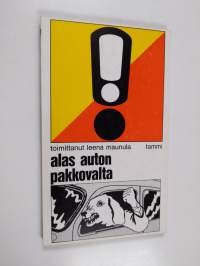 toimittanut leena maunula tammi
alas auton
pakkovalta